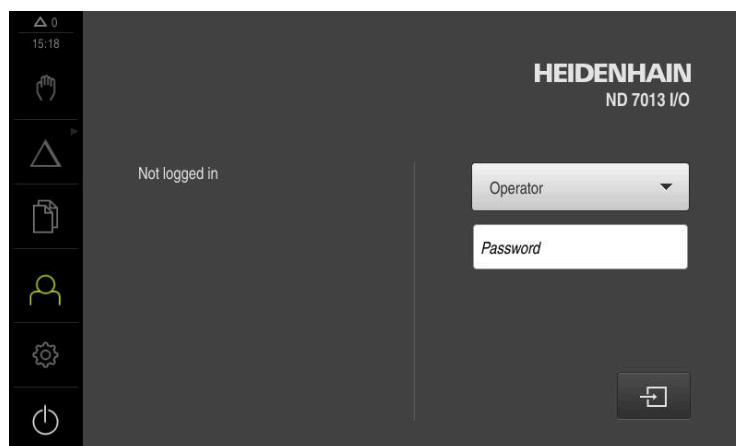 0
15:18
HEIDENHAIN
ND 7013 I/O
Not logged in
Operator
Password